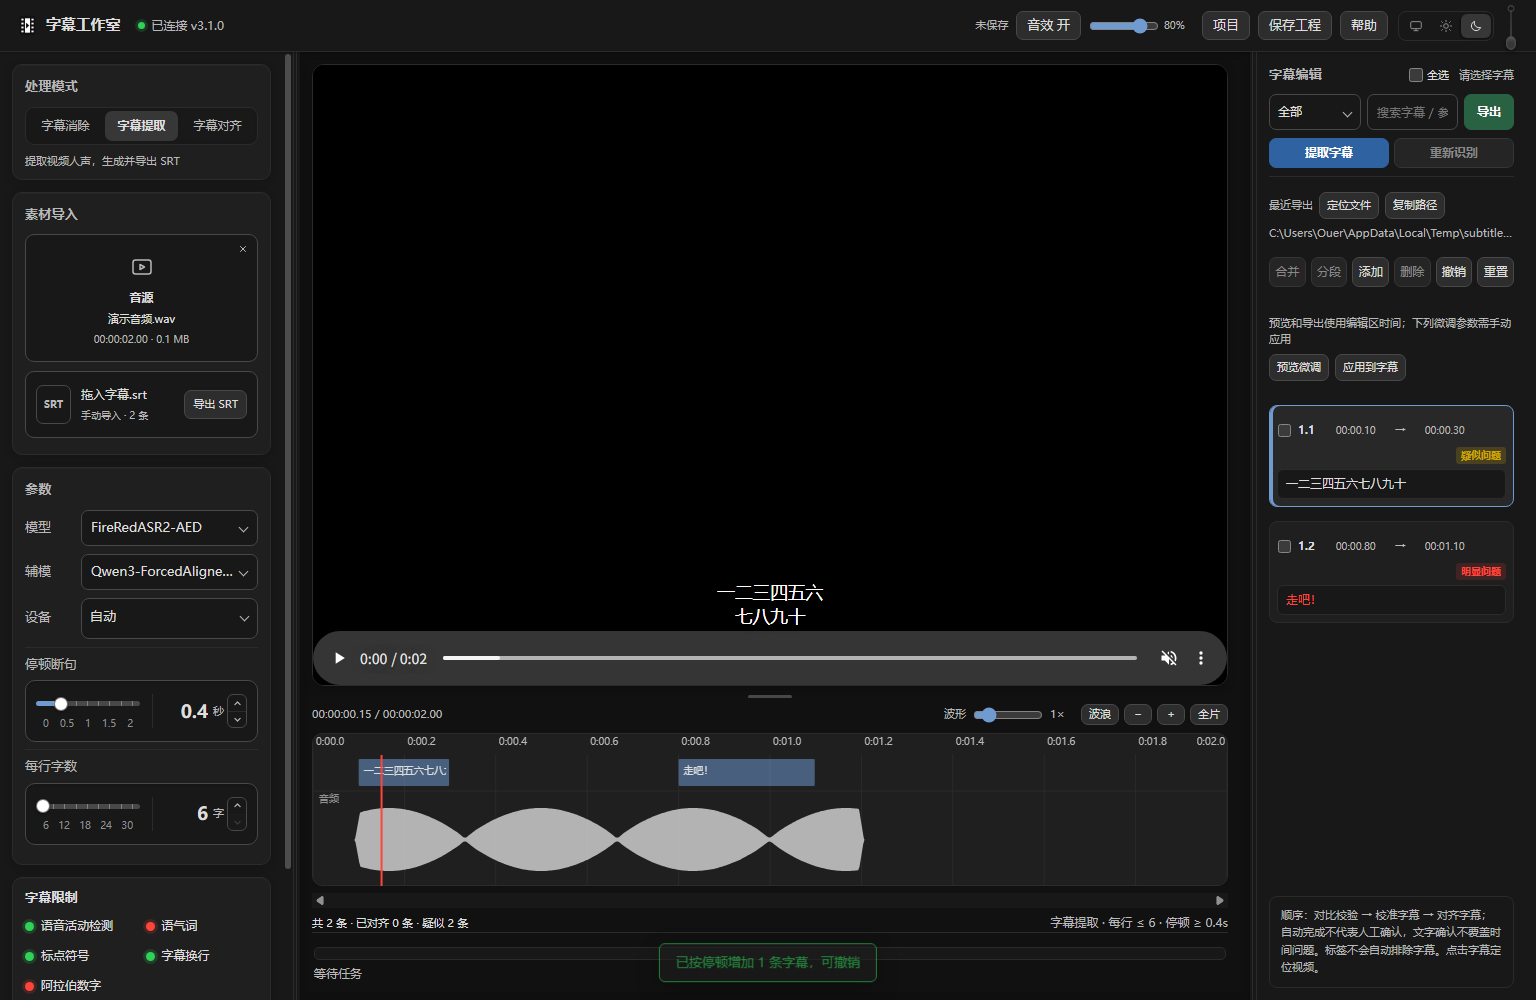 字幕工作室 已连接 v3.1.0 未保存 音效 开 80% 项目 保存工程 帮助
处理模式
字幕消除 字幕提取 字幕对齐
提取视频人声，生成并导出 SRT
素材导入
音源
演示音频.wav
00:00:02.00 · 0.1 MB
SRT
拖入字幕.srt
手动导入 · 2 条
导出 SRT
参数
模型 FireRedASR2-AED
辅模 Qwen3-ForcedAligne...
设备 自动
停顿断句
0 0.5 1 1.5 2
0.4 秒
每行字数
6 12 18 24 30
6 字
字幕限制
语音活动检测 语气词
标点符号 字幕换行
阿拉伯数字
一二三四五六
七八九十
0:00 / 0:02
00:00:00.15 / 00:00:02.00 波形 1× 波浪 − + 全片
0:00.0 0:00.2 0:00.4 0:00.6 0:00.8 0:01.0 0:01.2 0:01.4 0:01.6 0:01.8 0:02.0
一二三四五六七八 走吧！
音频
共 2 条 · 已对齐 0 条 · 疑似 2 条 字幕提取 · 每行 ≤ 6 · 停顿 ≥ 0.4s
已按停顿增加 1 条字幕，可撤销
等待任务
字幕编辑 全选 请选择字幕
全部 搜索字幕 / 参 导出
提取字幕 重新识别
最近导出 定位文件 复制路径
C:\Users\Ouer\AppData\Local\Temp\subtitle...
合并 分段 添加 删除 撤销 重置
预览和导出使用编辑区时间；下列微调参数需手动
应用
预览微调 应用到字幕
1.1 00:00.10 → 00:00.30
疑似问题
一二三四五六七八九十
1.2 00:00.80 → 00:01.10
明显问题
走吧！
顺序：对比校验 → 校准字幕 → 对齐字幕；
自动完成不代表人工确认，文字确认不覆盖时
间问题。标签不会自动排除字幕。点击字幕定
位视频。